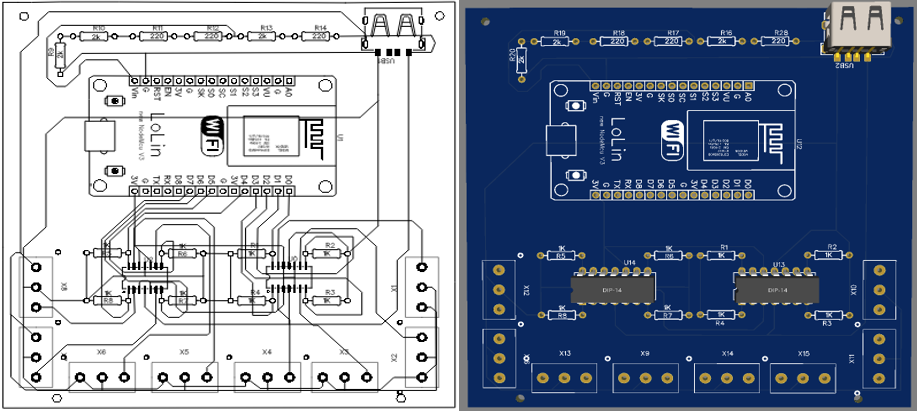 R10 R11 R12 R13 R14
2k 220 220 2k 220
R9
2k
USB1
Vin G RST EN 3V G SK S0 SC S1 S2 S3 VU G A0
LoLin
new NodeMcu V3
WiFi
U1
3V G TX RX D8 D7 D6 D5 G 3V D4 D3 D2 D1 D0
1K 1K R1 R2
R6 1K 1K
R8 R7 R4 R3
1K 1K 1K 1K
X8
X1
X2
X6 X5 X4 X3
R19 R18 R17 R16 R28
2k 220 220 2k 220
R20
2k
USB2
Vin G RST EN 3V G SK S0 SC S1 S2 S3 VU G A0
LoLin
new NodeMcu V3
WiFi
U2
3V G TX RX D8 D7 D6 D5 G 3V D4 D3 D2 D1 D0
1K 1K R1 R2
R5 R6 1K 1K
U14 U13
DIP-14 DIP-14
1K 1K 1K 1K
R8 R7 R4 R3
X12
X10
X11
X13 X9 X14 X15